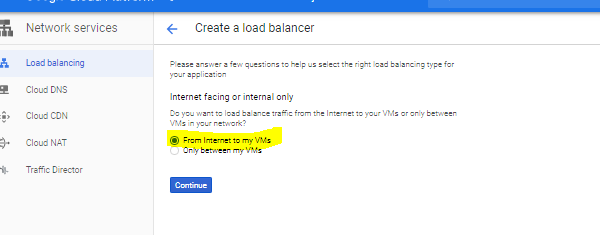 Network services
Create a load balancer
Load balancing
Cloud DNS
Cloud CDN
Cloud NAT
Traffic Director
Please answer a few questions to help us select the right load balancing type for
your application
Internet facing or internal only
Do you want to load balance traffic from the Internet to your VMs or only between
VMs in your network?
From Internet to my VMs
Only between my VMs
Continue